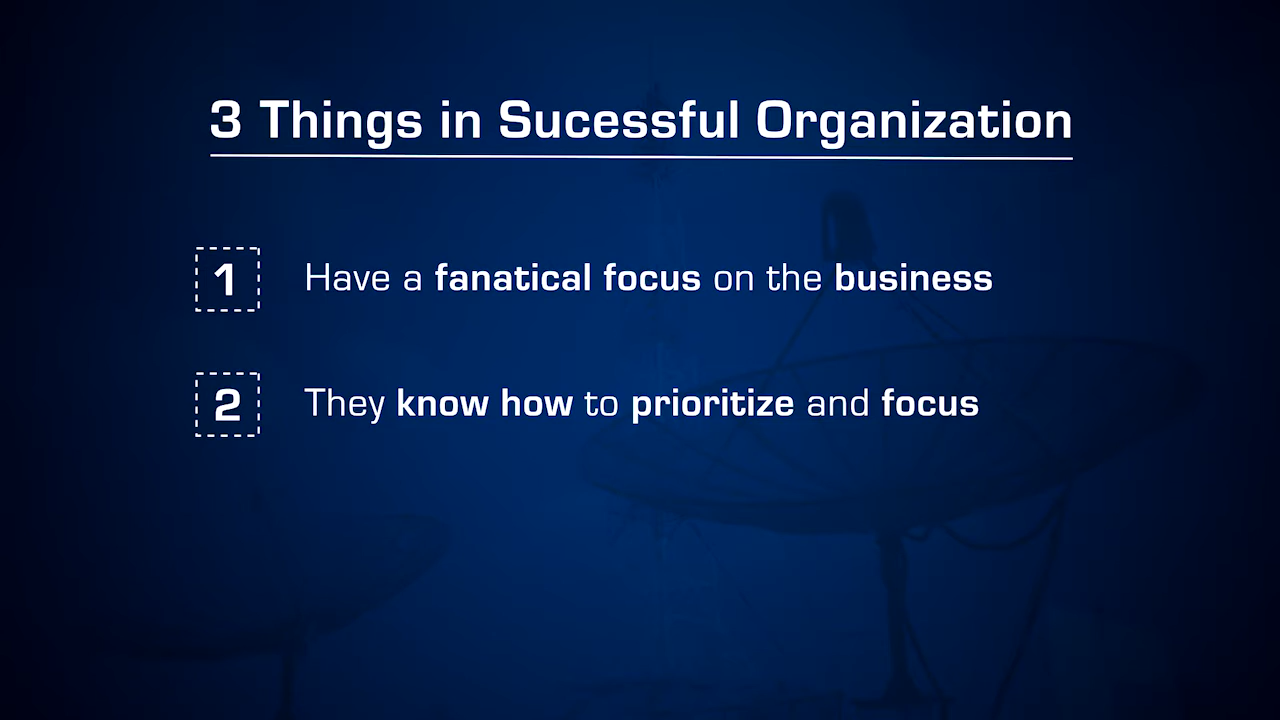 3 Things in Sucessful Organization
1 Have a fanatical focus on the business
2 They know how to prioritize and focus